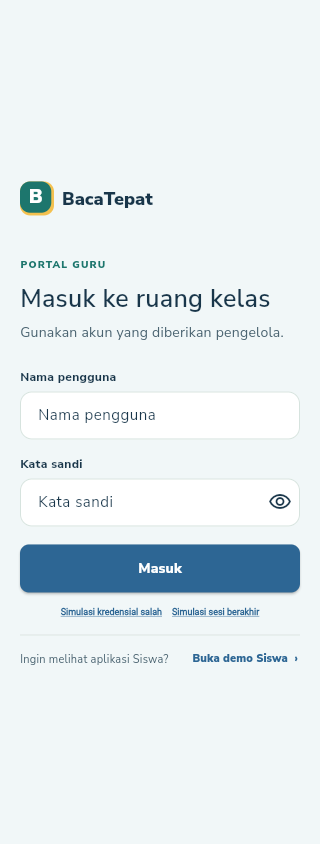 B BacaTepat
PORTAL GURU
Masuk ke ruang kelas
Gunakan akun yang diberikan pengelola.
Nama pengguna
Nama pengguna
Kata sandi
Kata sandi
Masuk
Simulasi kredensial salah Simulasi sesi berakhir
Ingin melihat aplikasi Siswa? Buka demo Siswa ›